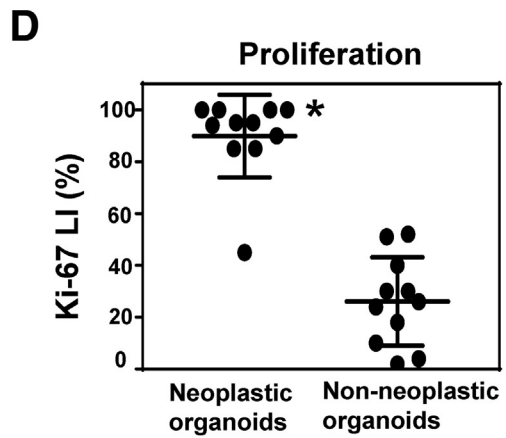 D
Proliferation
*
100
80
60
40
20
0
Ki-67 LI (%)
Neoplastic
organoids
Non-neoplastic
organoids